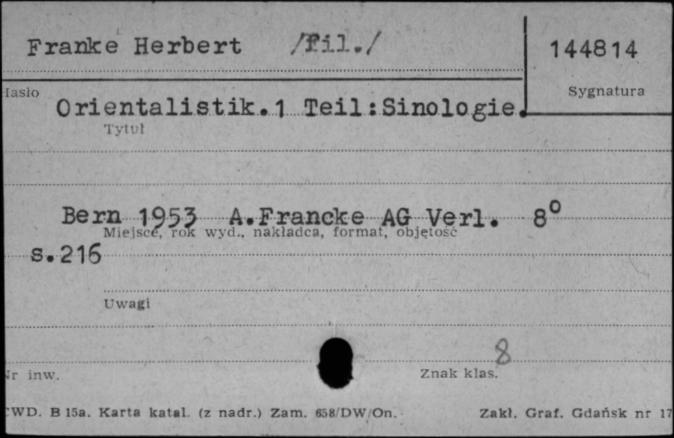 Franke Herbert /Fil./
144814
Hasło
Sygnatura
Orientalistik.1 Teil:Sinologie.
Tytuł
Bern 1953 A.Francke AG Verl. 8°
Miejsce, rok wyd., nakładca, format, objętość
s.216
Uwagi
8
Nr inw.
Znak klas.
CWD. B 15a. Karta katal. (z nadr.) Zam. 658/DW/On.
Zakł. Graf. Gdańsk nr 17